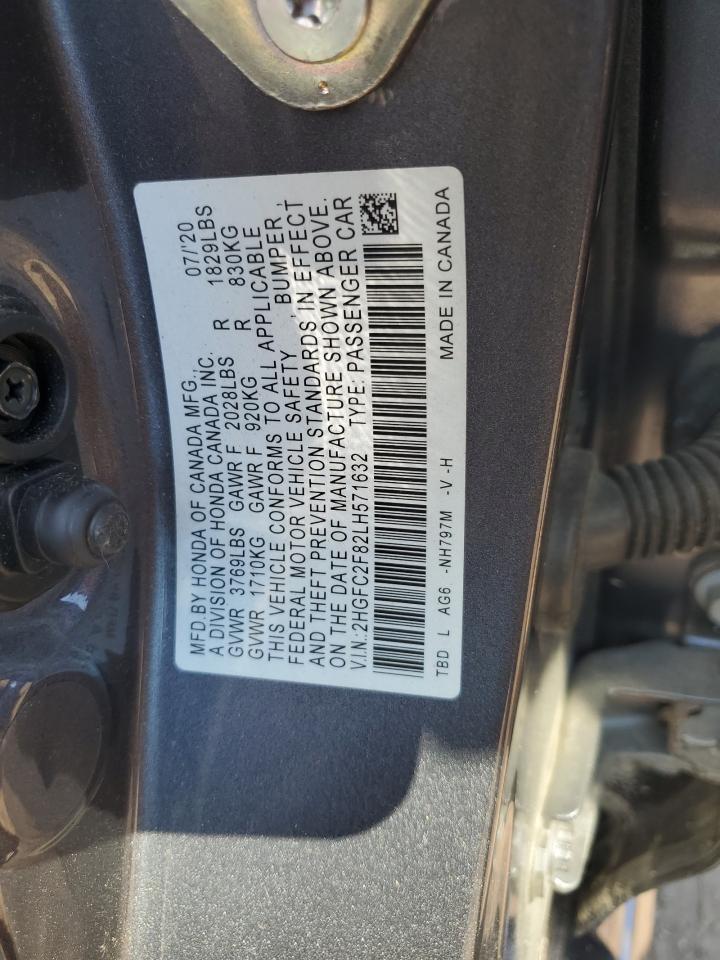 MFD.BY HONDA OF CANADA MFG., 07/'20
A DIVISION OF HONDA CANADA INC.
GVWR 3769LBS GAWR F 2028LBS R 1829LBS
GVWR 1710KG GAWR F 920KG R 830KG
THIS VEHICLE CONFORMS TO ALL APPLICABLE
FEDERAL MOTOR VEHICLE SAFETY, BUMPER,
AND THEFT PREVENTION STANDARDS IN EFFECT
ON THE DATE OF MANUFACTURE SHOWN ABOVE.
V.I.N.:2HGFC2F82LH571632 TYPE: PASSENGER CAR
TBD L AG6 -NH797M -V -H MADE IN CANADA